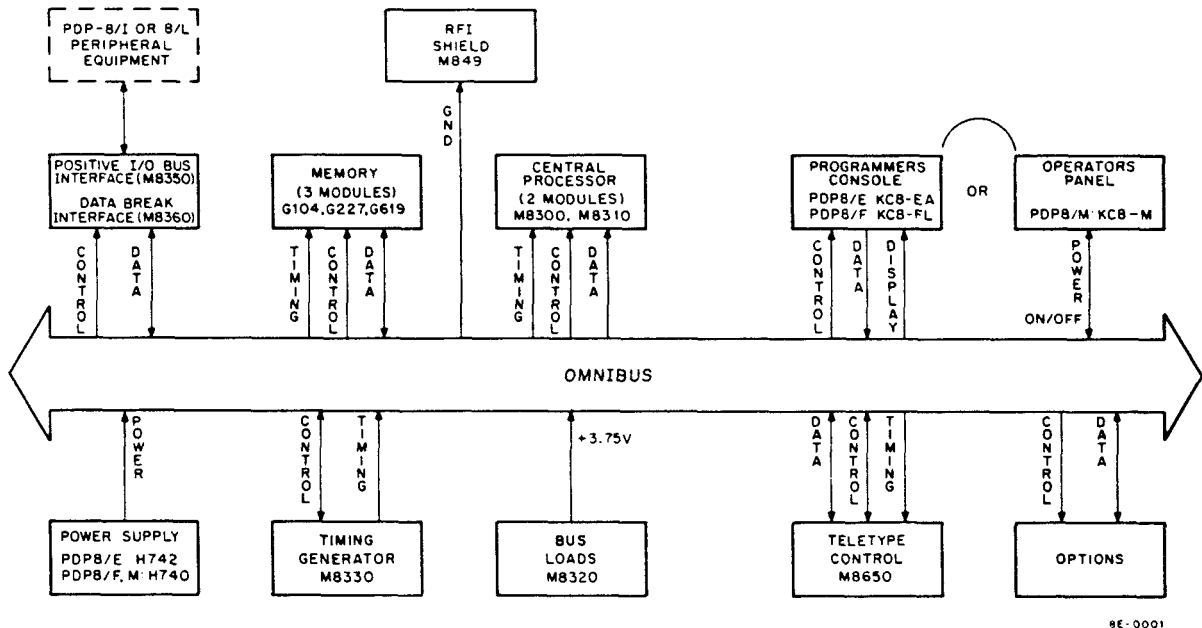 PDP-8/I OR 8/L
PERIPHERAL
EQUIPMENT
RFI
SHIELD
M849
GND
POSITIVE I/O BUS
INTERFACE (M8350)
DATA BREAK
INTERFACE (M8360)
MEMORY
(3 MODULES)
G104, G227, G619
CENTRAL
PROCESSOR
(2 MODULES)
M8300, M8310
PROGRAMMERS
CONSOLE
PDP8/E KC8-EA
PDP8/F KC8-FL
OR
OPERATORS
PANEL
PDP8/M: KC8-M
CONTROL
DATA
TIMING
CONTROL
DATA
TIMING
CONTROL
DATA
CONTROL
DATA
DISPLAY
POWER
ON/OFF
OMNIBUS
POWER
CONTROL
TIMING
+3.75V
DATA
CONTROL
TIMING
CONTROL
DATA
POWER SUPPLY
PDP8/E H742
PDP8/F, M: H740
TIMING
GENERATOR
M8330
BUS
LOADS
M8320
TELETYPE
CONTROL
M8650
OPTIONS
8E-0001